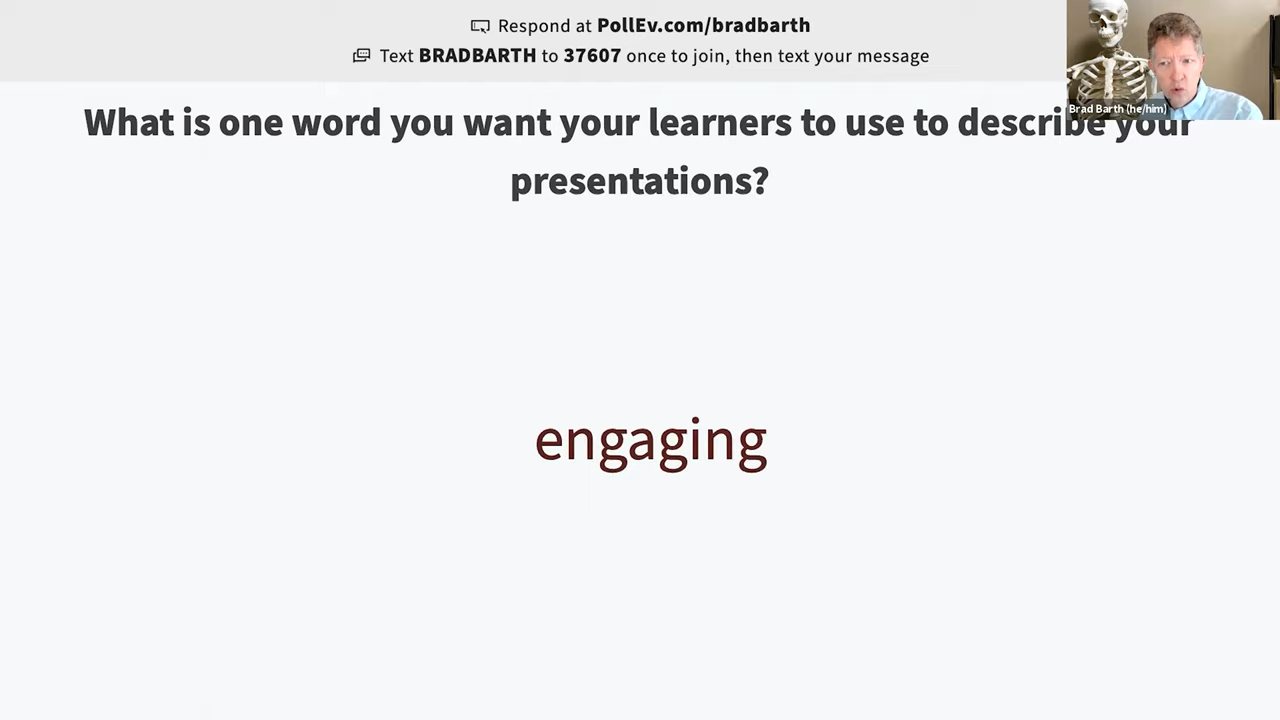 Respond at PollEv.com/bradbarth
Text BRADBARTH to 37607 once to join, then text your message
Brad Barth (he/him)
What is one word you want your learners to use to describe your
presentations?
engaging